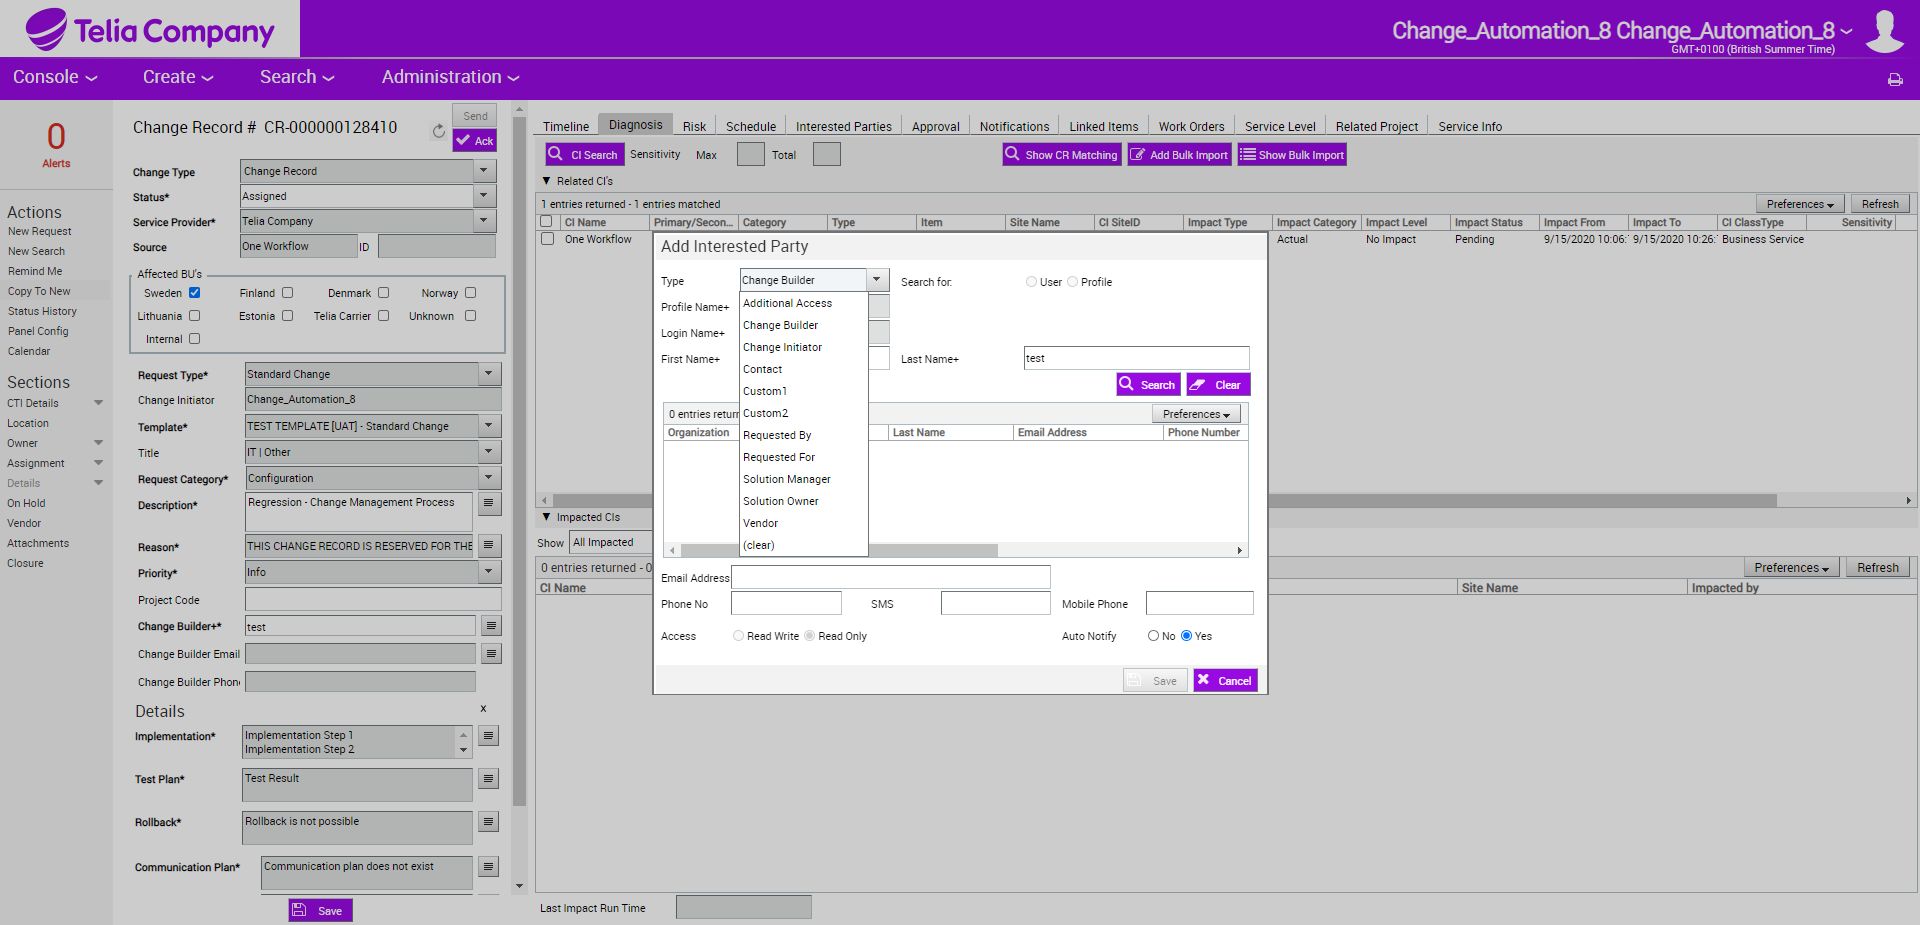 Telia Company
Change_Automation_8 Change_Automation_8
GMT+0100 (British Summer Time)
Console Create Search Administration
0
Alerts
Actions
New Request
New Search
Remind Me
Copy To New
Status History
Panel Config
Calendar
Sections
CTI Details
Location
Owner
Assignment
Details
On Hold
Vendor
Attachments
Closure
Change Record # CR-000000128410
Send
Ack
Change Type Change Record
Status* Assigned
Service Provider* Telia Company
Source One Workflow ID
Affected BU's
Sweden Finland Denmark Norway
Lithuania Estonia Telia Carrier Unknown
Internal
Request Type* Standard Change
Change Initiator Change_Automation_8
Template* TEST TEMPLATE [UAT] - Standard Change
Title IT | Other
Request Category* Configuration
Description* Regression - Change Management Process
Reason* THIS CHANGE RECORD IS RESERVED FOR THE
Priority* Info
Project Code
Change Builder+* test
Change Builder Email
Change Builder Phon
Details x
Implementation* Implementation Step 1
Implementation Step 2
Test Plan* Test Result
Rollback* Rollback is not possible
Communication Plan* Communication plan does not exist
Save
Timeline Diagnosis Risk Schedule Interested Parties Approval Notifications Linked Items Work Orders Service Level Related Project Service Info
CI Search Sensitivity Max Total Show CR Matching Add Bulk Import Show Bulk Import
Related CI's
1 entries returned - 1 entries matched Preferences Refresh
CI Name Primary/Secon... Category Type Item Site Name CI SiteID Impact Type Impact Category Impact Level Impact Status Impact From Impact To CI ClassType Sensitivity
One Workflow Actual No Impact Pending 9/15/2020 10:06: 9/15/2020 10:26: Business Service
Add Interested Party
Type Change Builder Search for: User Profile
Additional Access
Change Builder
Change Initiator
Contact
Custom1
Custom2
Requested By
Requested For
Solution Manager
Solution Owner
Vendor
(clear)
Profile Name+
Login Name+
First Name+ Last Name+ test
Search Clear
0 entries returr Preferences
Organization Last Name Email Address Phone Number
Email Address
Phone No SMS Mobile Phone
Access Read Write Read Only Auto Notify No Yes
Save Cancel
Impacted CIs
Show All Impacted
0 entries returned - 0 Preferences Refresh
CI Name Site Name Impacted by
Last Impact Run Time